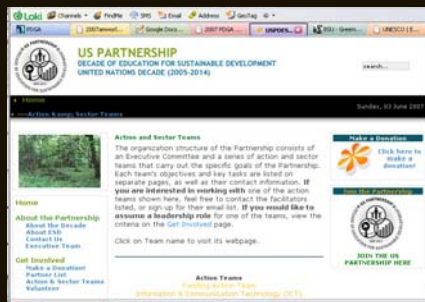 Loki Channels FindMe SMS Email Address GeoTag
PDGA
Google Docs...
2007 PDGA ...
USPDES...
BSU - Green...
UNESCO | E...
US PARTNERSHIP
DECADE OF EDUCATION FOR SUSTAINABLE DEVELOPMENT
UNITED NATIONS DECADE (2005-2014)
search...
Home
Sunday, 03 June 2007
Action &amp; Sector Teams
Action and Sector Teams
The organization structure of the Partnership consists of
an Executive Committee and a series of action and sector
teams that carry out the specific goals of the Partnership.
Each team's objectives and key tasks are listed on
separate pages, as well as their contact information. If
you are interested in working with one of the action
teams shown here, feel free to contact the facilitators
listed, or sign up for their email list. If you would like to
assume a leadership role for one of the teams, view the
criteria on the Get Involved page.
Click on Team name to visit its webpage.
Action Teams
Funding Action Team
Information & Communication Technology (ICT)
Home
About the Partnership
About the Decade
About ESD
Contact Us
Executive Team
Get Involved
Make a Donation!
Partner List
Action & Sector Teams
Volunteer
Make a Donation
Click here to
make a
donation!
Join the Partnership
JOIN THE US
PARTNERSHIP HERE